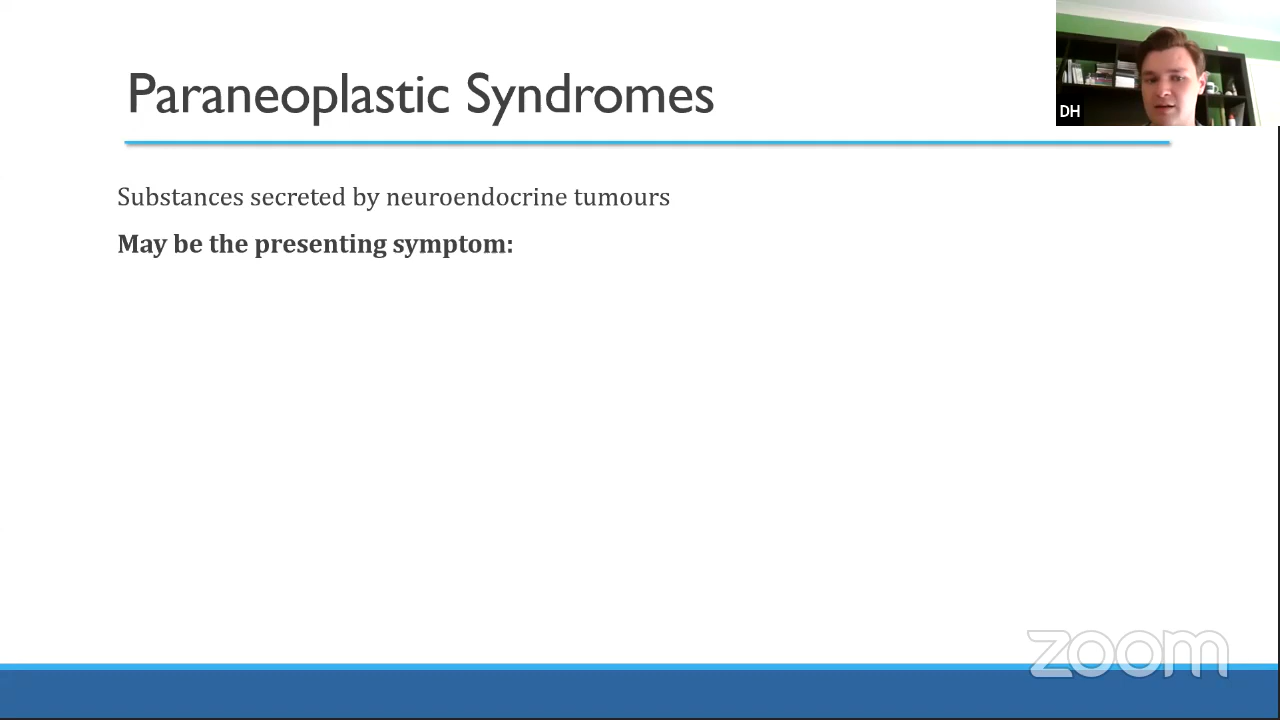 Paraneoplastic Syndromes
DH
Substances secreted by neuroendocrine tumours
May be the presenting symptom:
zoom